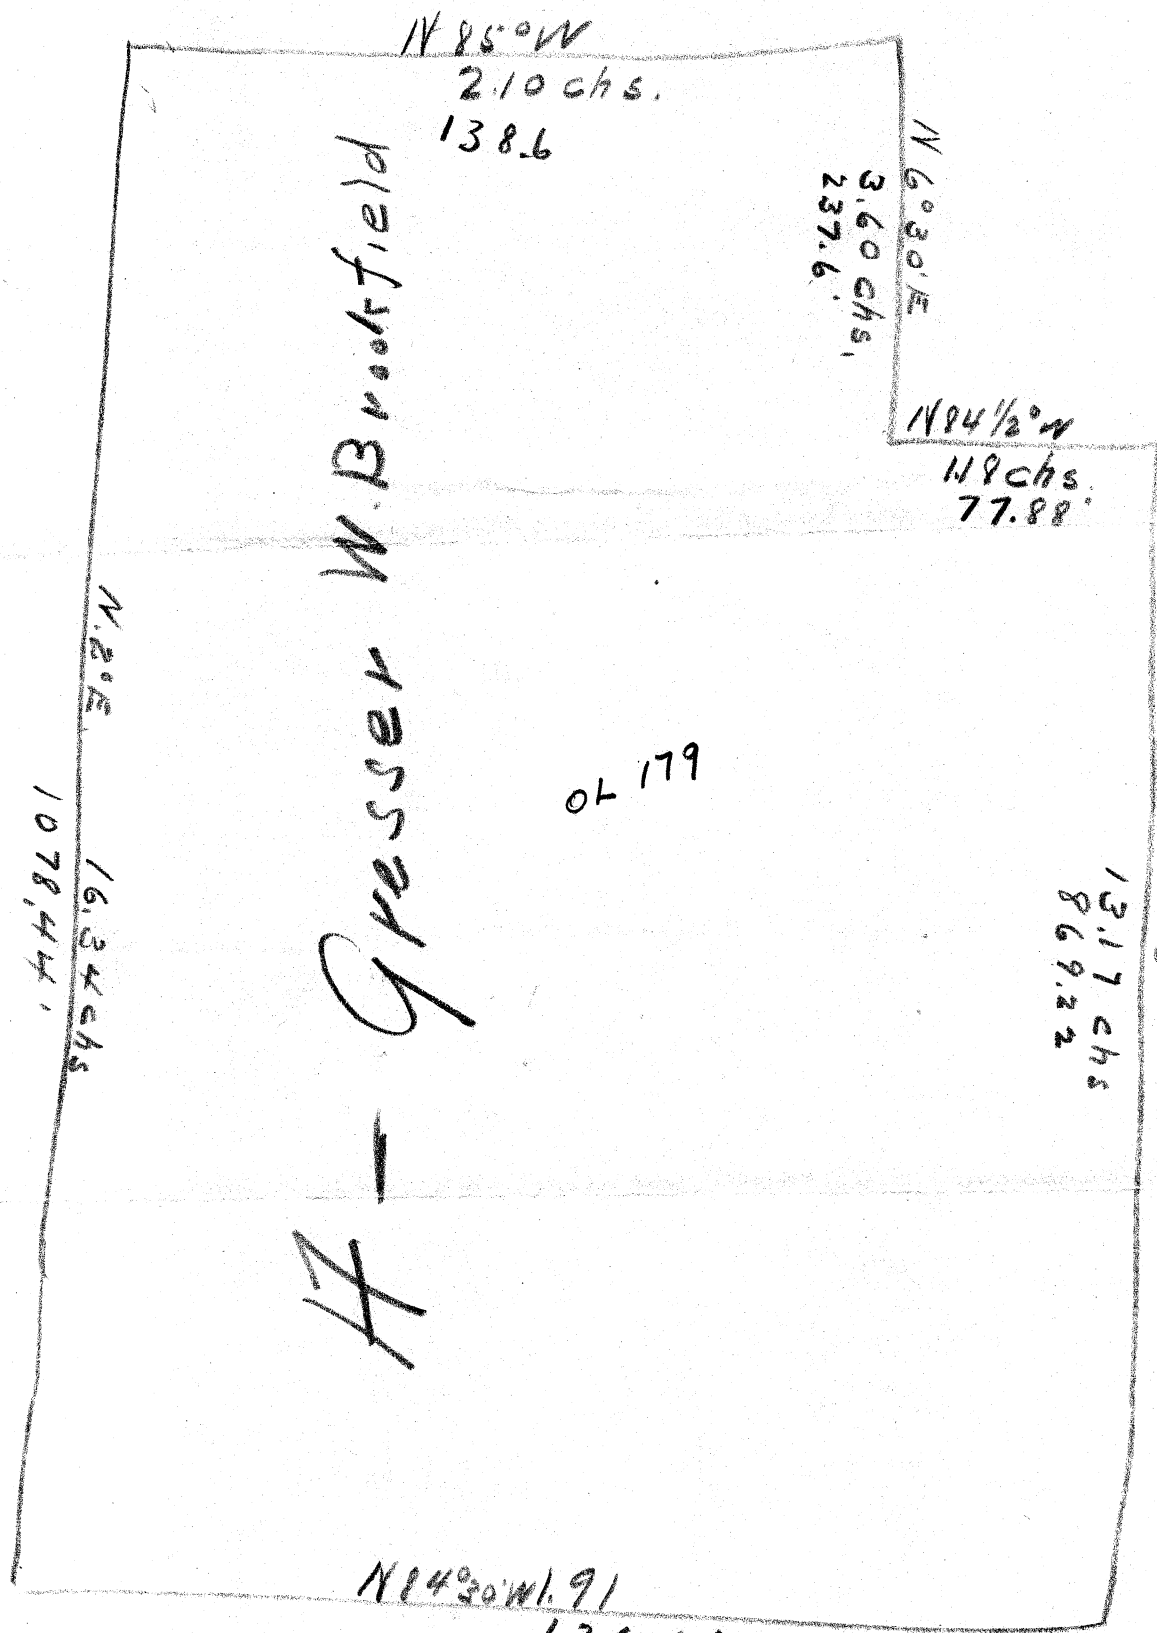 N 85° W
2.10 chs.
138.6
N 6° 30' E
3.60 chs.
237.6'
N 84 1/2° W
1.18 chs.
77.88'
N. 2° E.
16.34 chs
1078.44'
Gresser W. Brookfield
OL 179
13.17 chs
869.22
N 84° 30' W 1.91